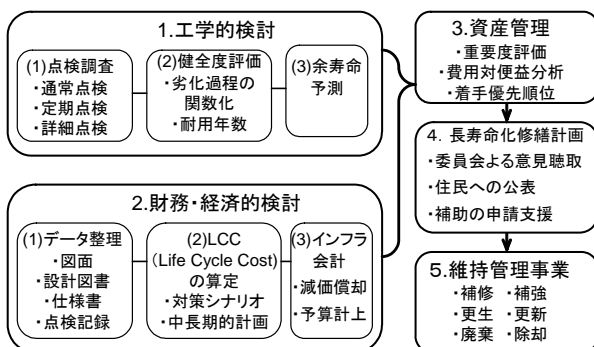 1.工学的検討
(1)点検調査
・通常点検
・定期点検
・詳細点検
(2)健全度評価
・劣化過程の
関数化
・耐用年数
(3)余寿命
予測
2.財務・経済的検討
(1)データ整理
・図面
・設計図書
・仕様書
・点検記録
(2)LCC
(Life Cycle Cost)
の算定
・対策シナリオ
・中長期的計画
(3)インフラ
会計
・減価償却
・予算計上
3.資産管理
・重要度評価
・費用対便益分析
・着手優先順位
4. 長寿命化修繕計画
・委員会よる意見聴取
・住民への公表
・補助の申請支援
5.維持管理事業
・補修 ・補強
・更生 ・更新
・廃棄 ・除却